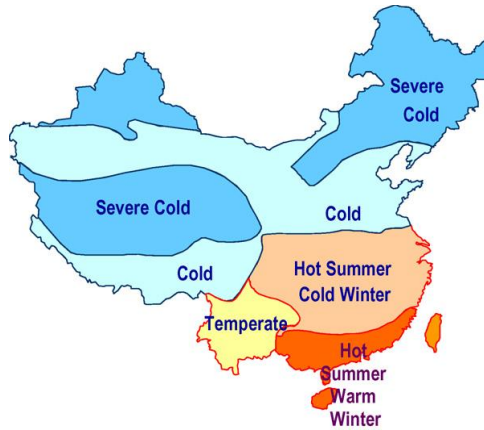 Severe
Cold
Severe Cold
Cold
Cold
Hot Summer
Cold Winter
Temperate
Hot
Summer
Warm
Winter